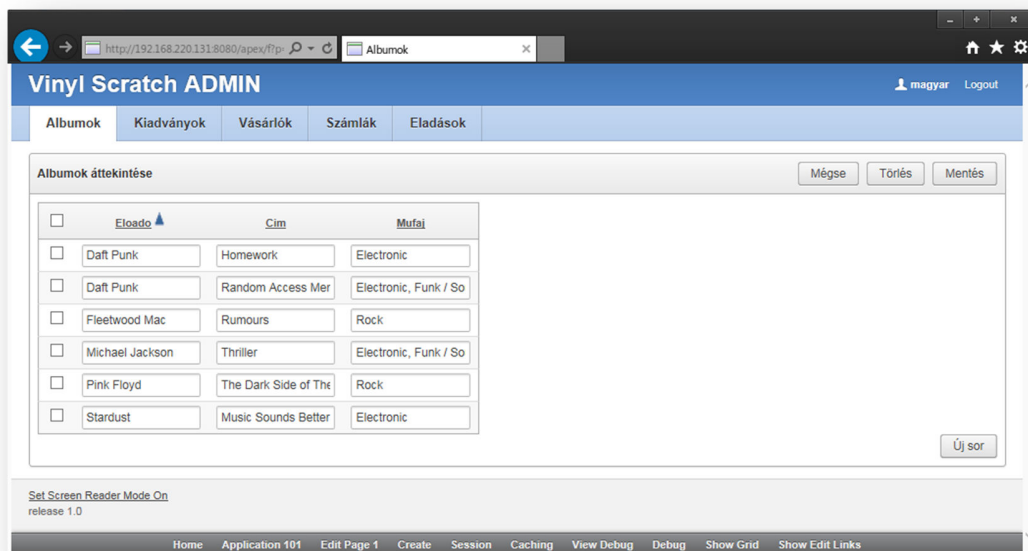 http://192.168.220.131:8080/apex/f?p
Albumok
Vinyl Scratch ADMIN
magyar Logout
Albumok Kiadványok Vásárlók Számlák Eladások
Albumok áttekintése
Mégse Törlés Mentés
Eloado Cim Mufaj
Daft Punk Homework Electronic
Daft Punk Random Access Mer Electronic, Funk / So
Fleetwood Mac Rumours Rock
Michael Jackson Thriller Electronic, Funk / So
Pink Floyd The Dark Side of The Rock
Stardust Music Sounds Better Electronic
Új sor
Set Screen Reader Mode On
release 1.0
Home Application 101 Edit Page 1 Create Session Caching View Debug Debug Show Grid Show Edit Links